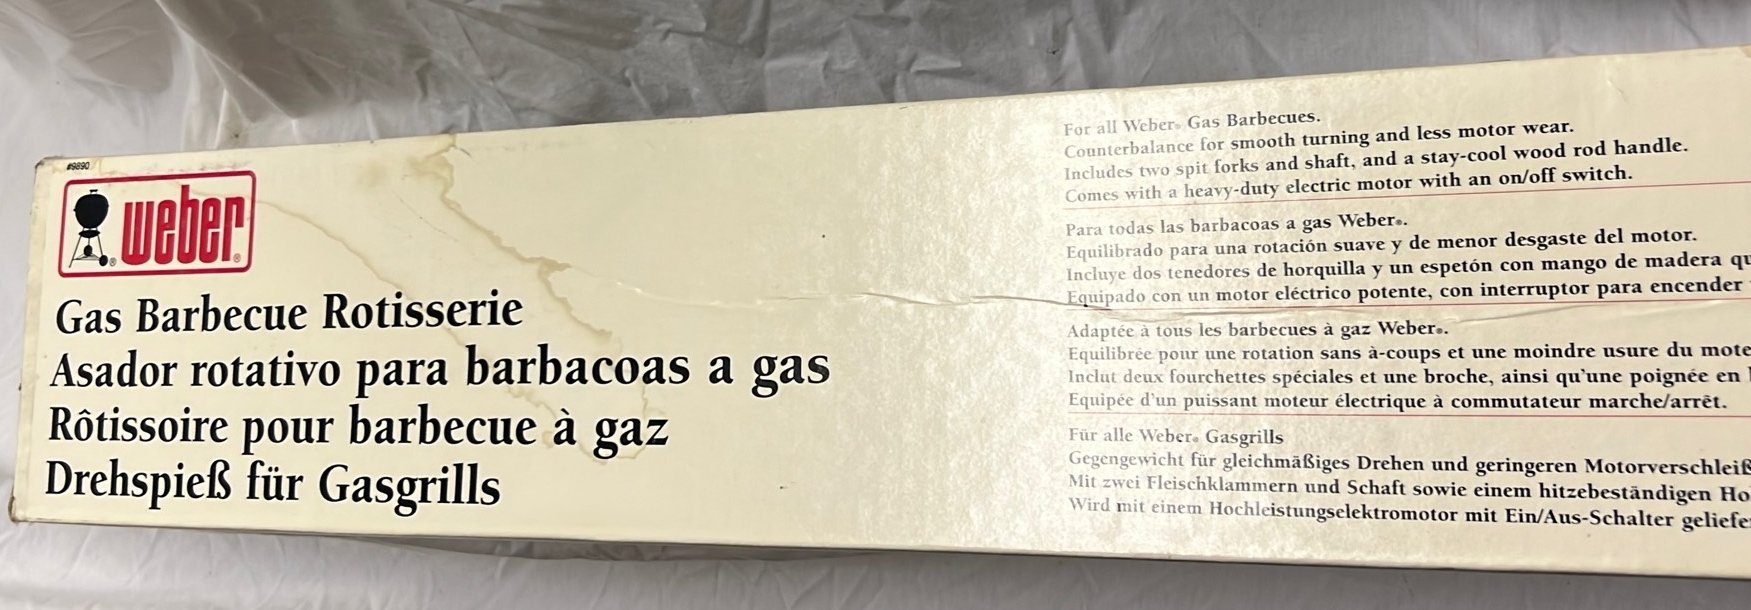 #9890
weber®
Gas Barbecue Rotisserie
Asador rotativo para barbacoas a gas
Rôtissoire pour barbecue à gaz
Drehspieß für Gasgrills
For all Weber® Gas Barbecues.
Counterbalance for smooth turning and less motor wear.
Includes two spit forks and shaft, and a stay-cool wood rod handle.
Comes with a heavy-duty electric motor with an on/off switch.
Para todas las barbacoas a gas Weber®.
Equilibrado para una rotación suave y de menor desgaste del motor.
Incluye dos tenedores de horquilla y un espetón con mango de madera qu
Equipado con un motor eléctrico potente, con interruptor para encender
Adaptée à tous les barbecues à gaz Weber®.
Equilibrée pour une rotation sans à-coups et une moindre usure du mote
Inclut deux fourchettes spéciales et une broche, ainsi qu'une poignée en
Equipée d'un puissant moteur électrique à commutateur marche/arrêt.
Für alle Weber® Gasgrills
Gegengewicht für gleichmäßiges Drehen und geringeren Motorverschleiß
Mit zwei Fleischklammern und Schaft sowie einem hitzebeständigen Ho
Wird mit einem Hochleistungselektromotor mit Ein/Aus-Schalter geliefe